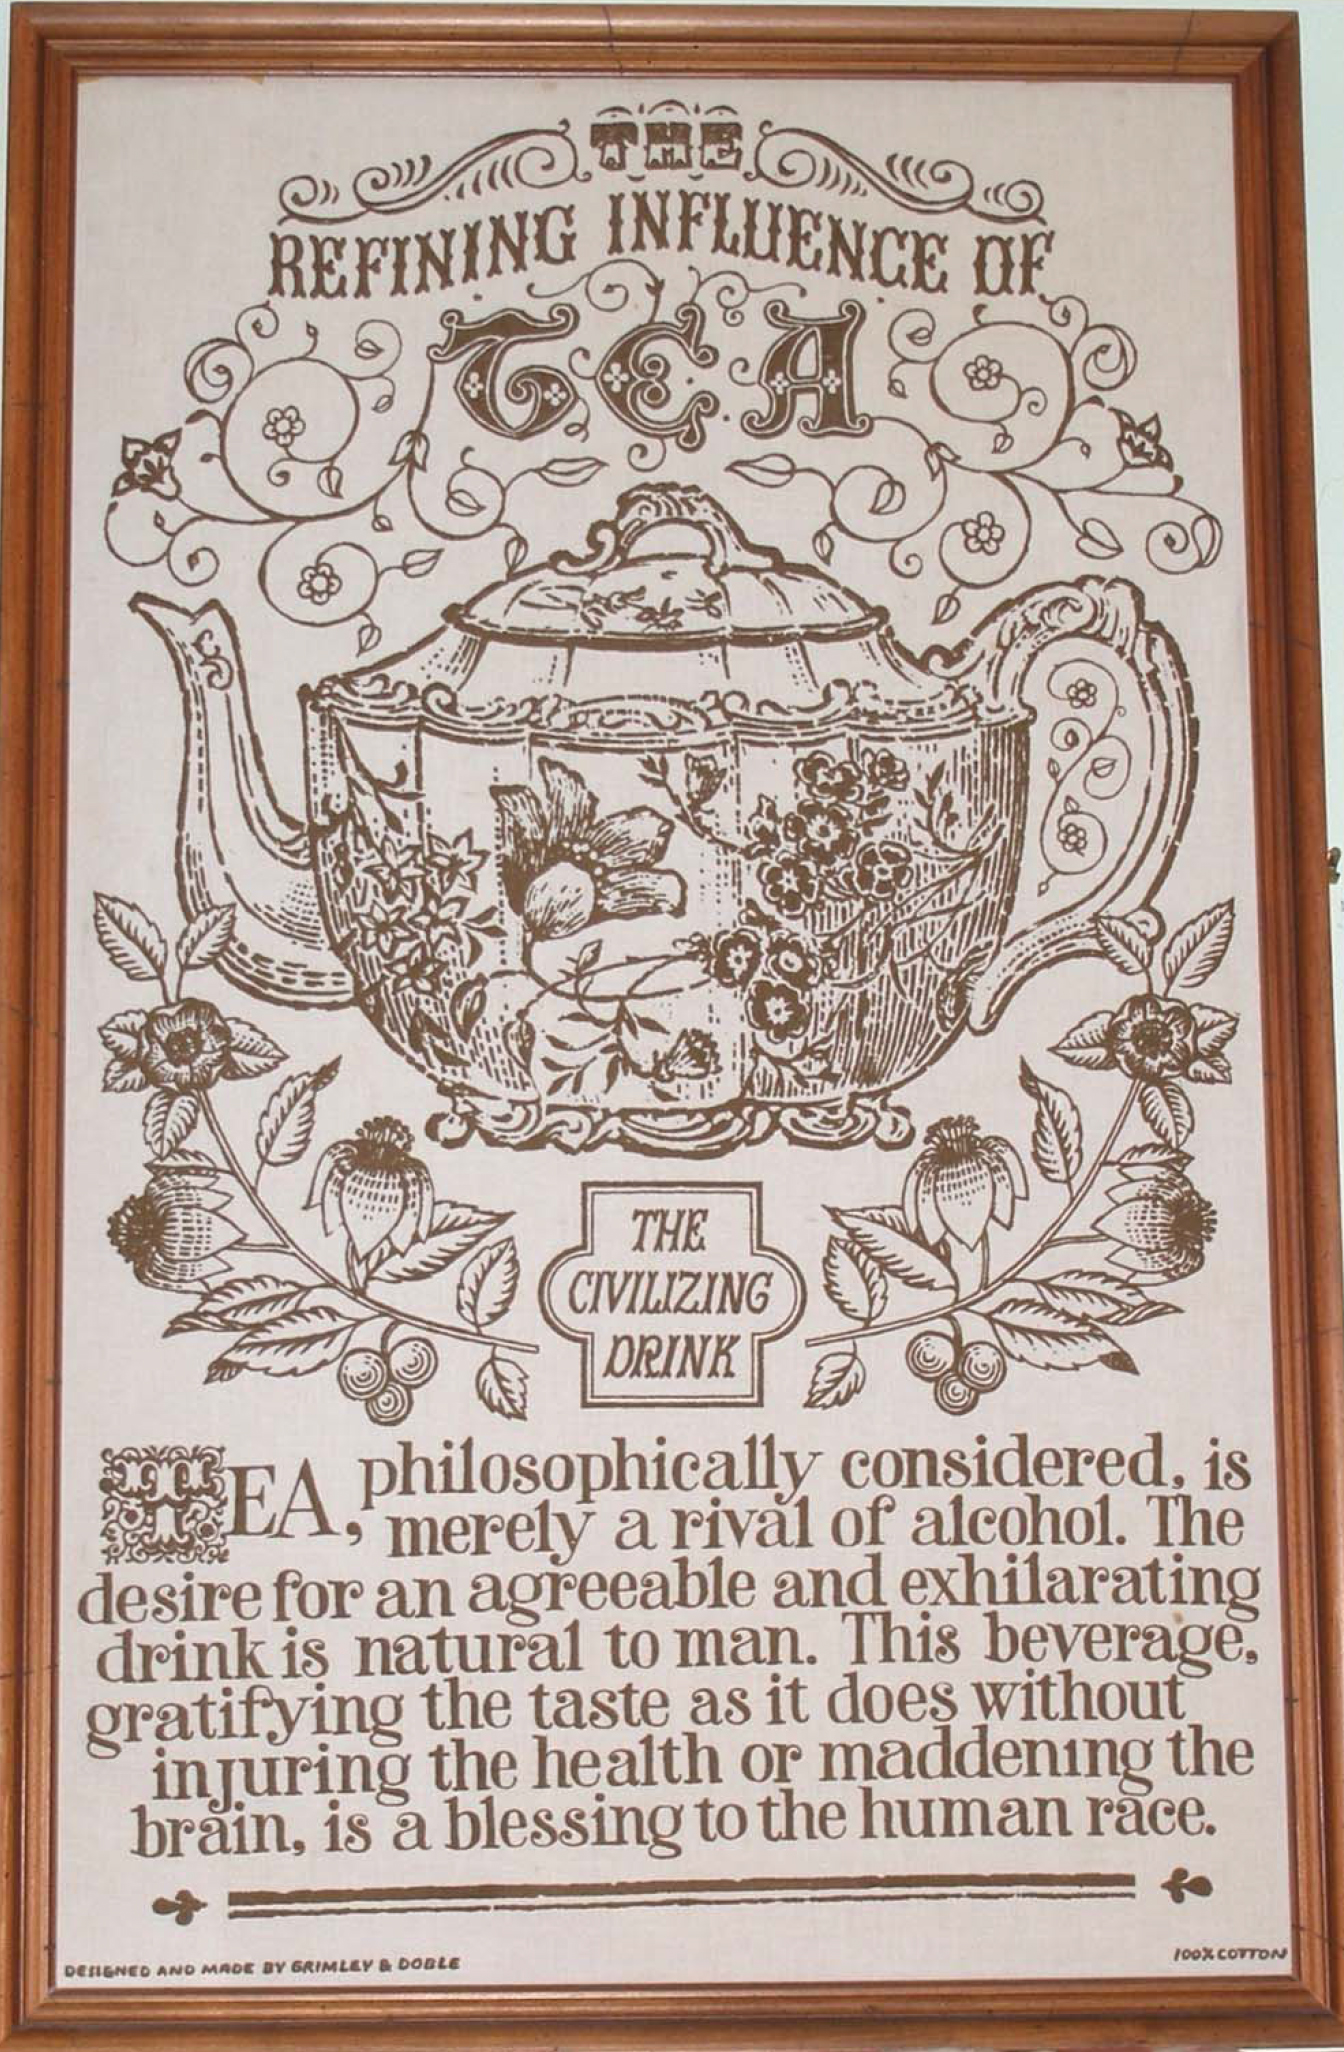 THE
REFINING INFLUENCE OF
TEA
THE
CIVILIZING
DRINK
TEA, philosophically considered, is
merely a rival of alcohol. The
desire for an agreeable and exhilarating
drink is natural to man. This beverage,
gratifying the taste as it does without
injuring the health or maddening the
brain, is a blessing to the human race.
DESIGNED AND MADE BY GRIMLEY & DOBLE
100% COTTON